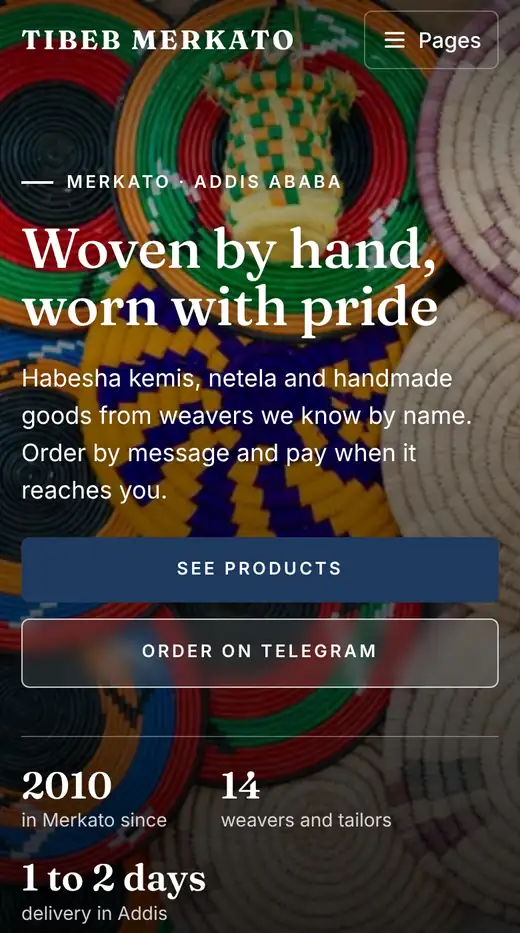 TIBEB MERKATO
Pages
MERKATO · ADDIS ABABA
Woven by hand,
worn with pride
Habesha kemis, netela and handmade
goods from weavers we know by name.
Order by message and pay when it
reaches you.
SEE PRODUCTS
ORDER ON TELEGRAM
2010
in Merkato since
14
weavers and tailors
1 to 2 days
delivery in Addis